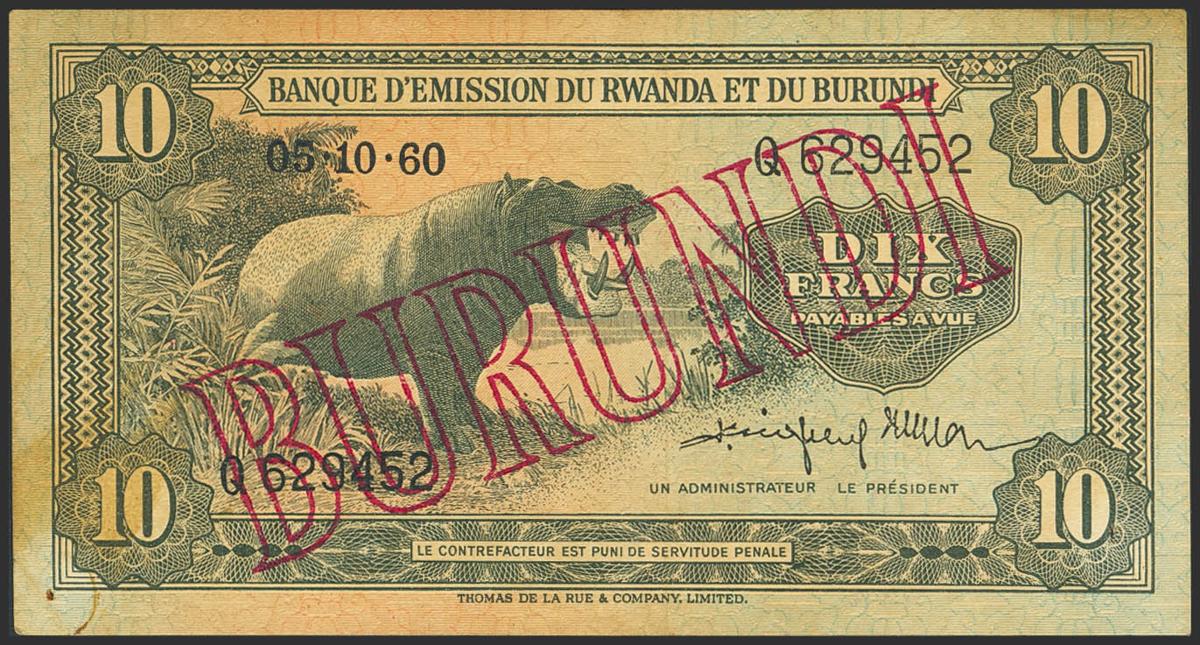 10
BANQUE D'EMISSION DU RWANDA ET DU BURUNDI
10
05·10·60
Q 629452
BURUNDI
DIX
FRANCS
PAYABLES A VUE
Q 629452
UN ADMINISTRATEUR LE PRÉSIDENT
10
LE CONTREFACTEUR EST PUNI DE SERVITUDE PENALE
10
THOMAS DE LA RUE & COMPANY, LIMITED.